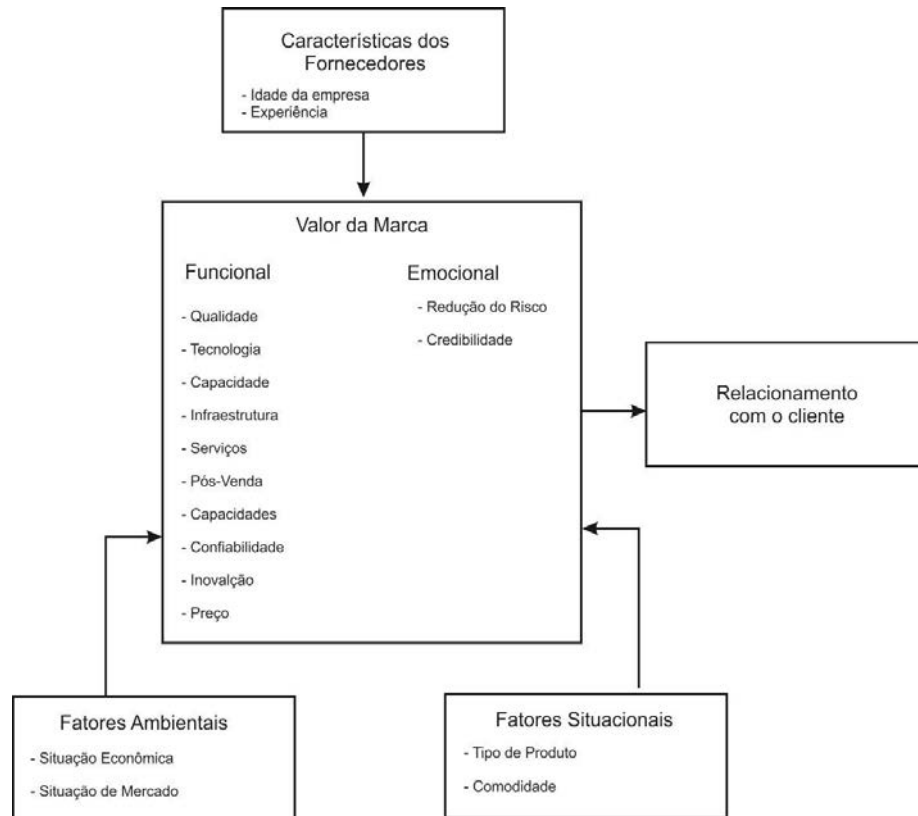 Características dos
Fornecedores
- Idade da empresa
- Experiência
Valor da Marca
Funcional
- Qualidade
- Tecnologia
- Capacidade
- Infraestrutura
- Serviços
- Pós-Venda
- Capacidades
- Confiabilidade
- Inovalção
- Preço
Emocional
- Redução do Risco
- Credibilidade
Relacionamento
com o cliente
Fatores Ambientais
- Situação Econômica
- Situação de Mercado
Fatores Situacionais
- Tipo de Produto
- Comodidade